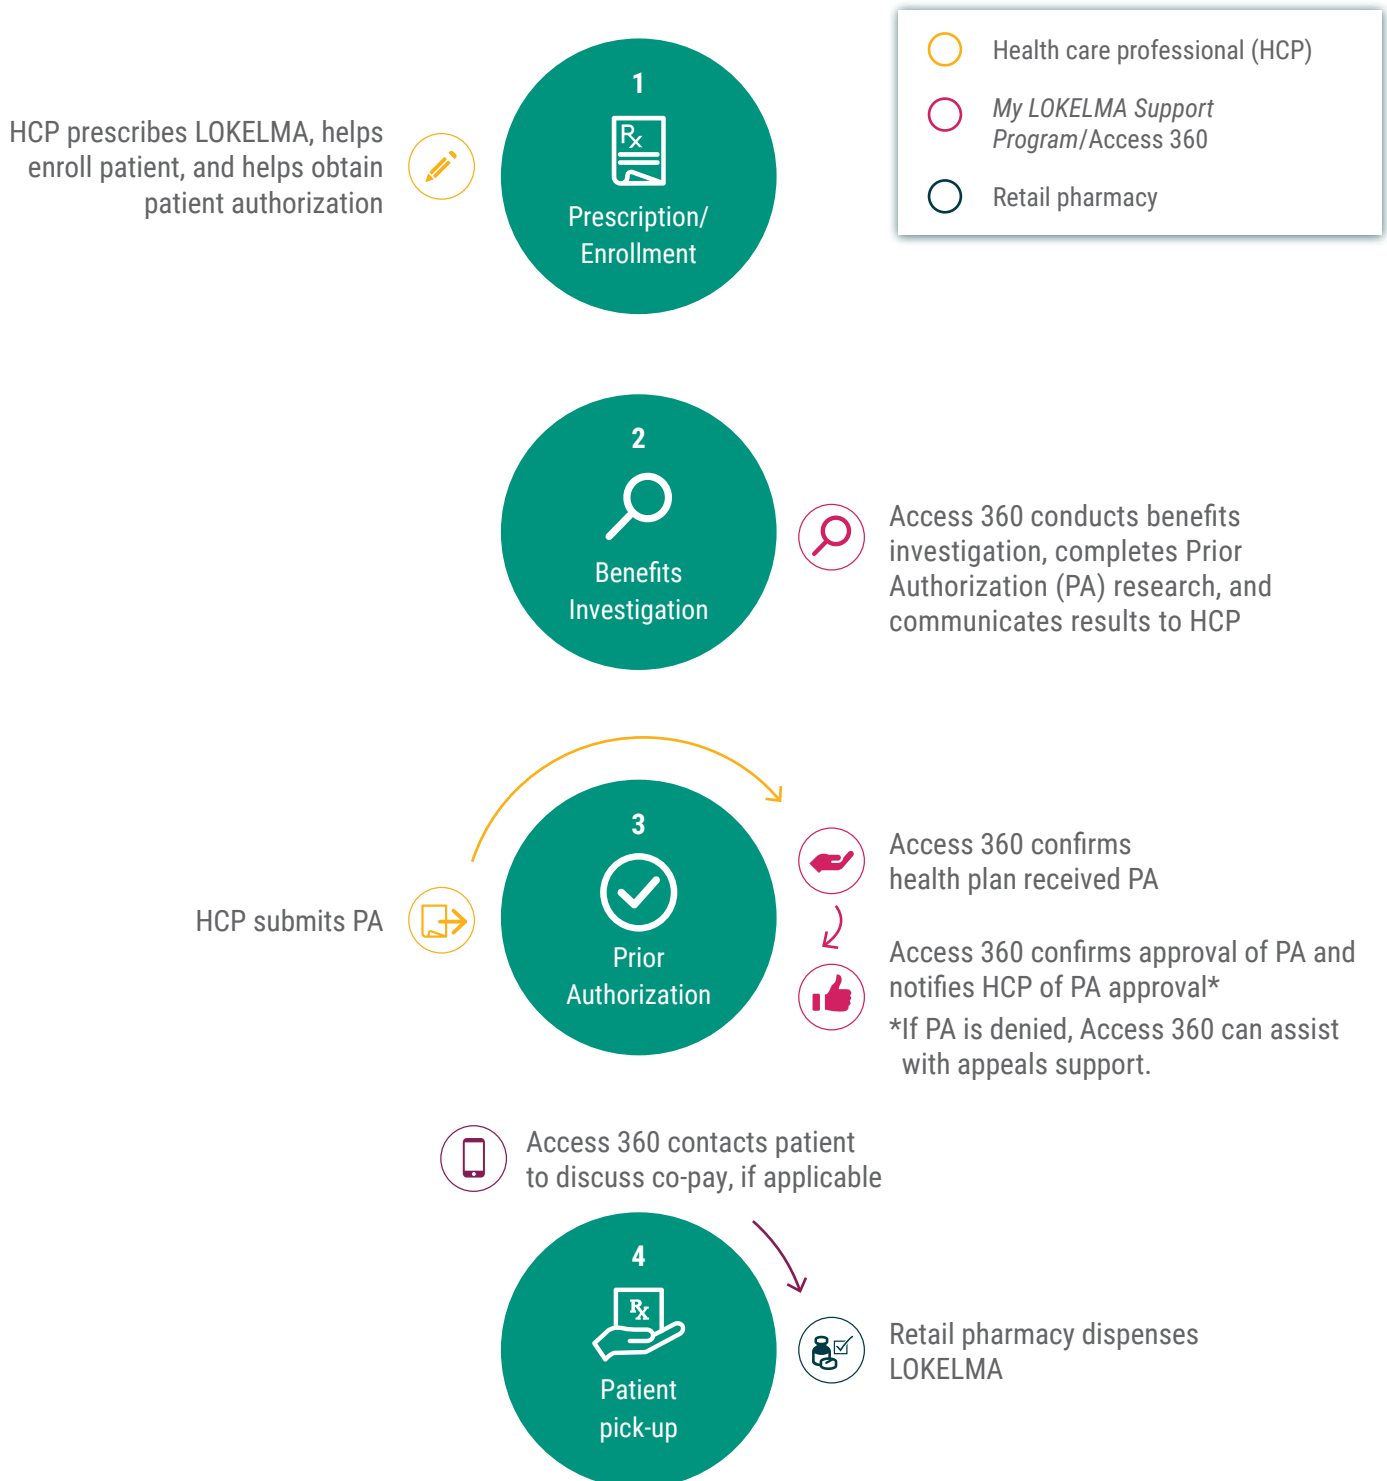 Health care professional (HCP)
My LOKELMA Support
Program/Access 360
Retail pharmacy
HCP prescribes LOKELMA, helps
enroll patient, and helps obtain
patient authorization
1
Rx
Prescription/
Enrollment
2
Benefits
Investigation
Access 360 conducts benefits
investigation, completes Prior
Authorization (PA) research, and
communicates results to HCP
HCP submits PA
3
Prior
Authorization
Access 360 confirms
health plan received PA
Access 360 confirms approval of PA and
notifies HCP of PA approval*
*If PA is denied, Access 360 can assist
with appeals support.
Access 360 contacts patient
to discuss co-pay, if applicable
4
Rx
Patient
pick-up
Retail pharmacy dispenses
LOKELMA